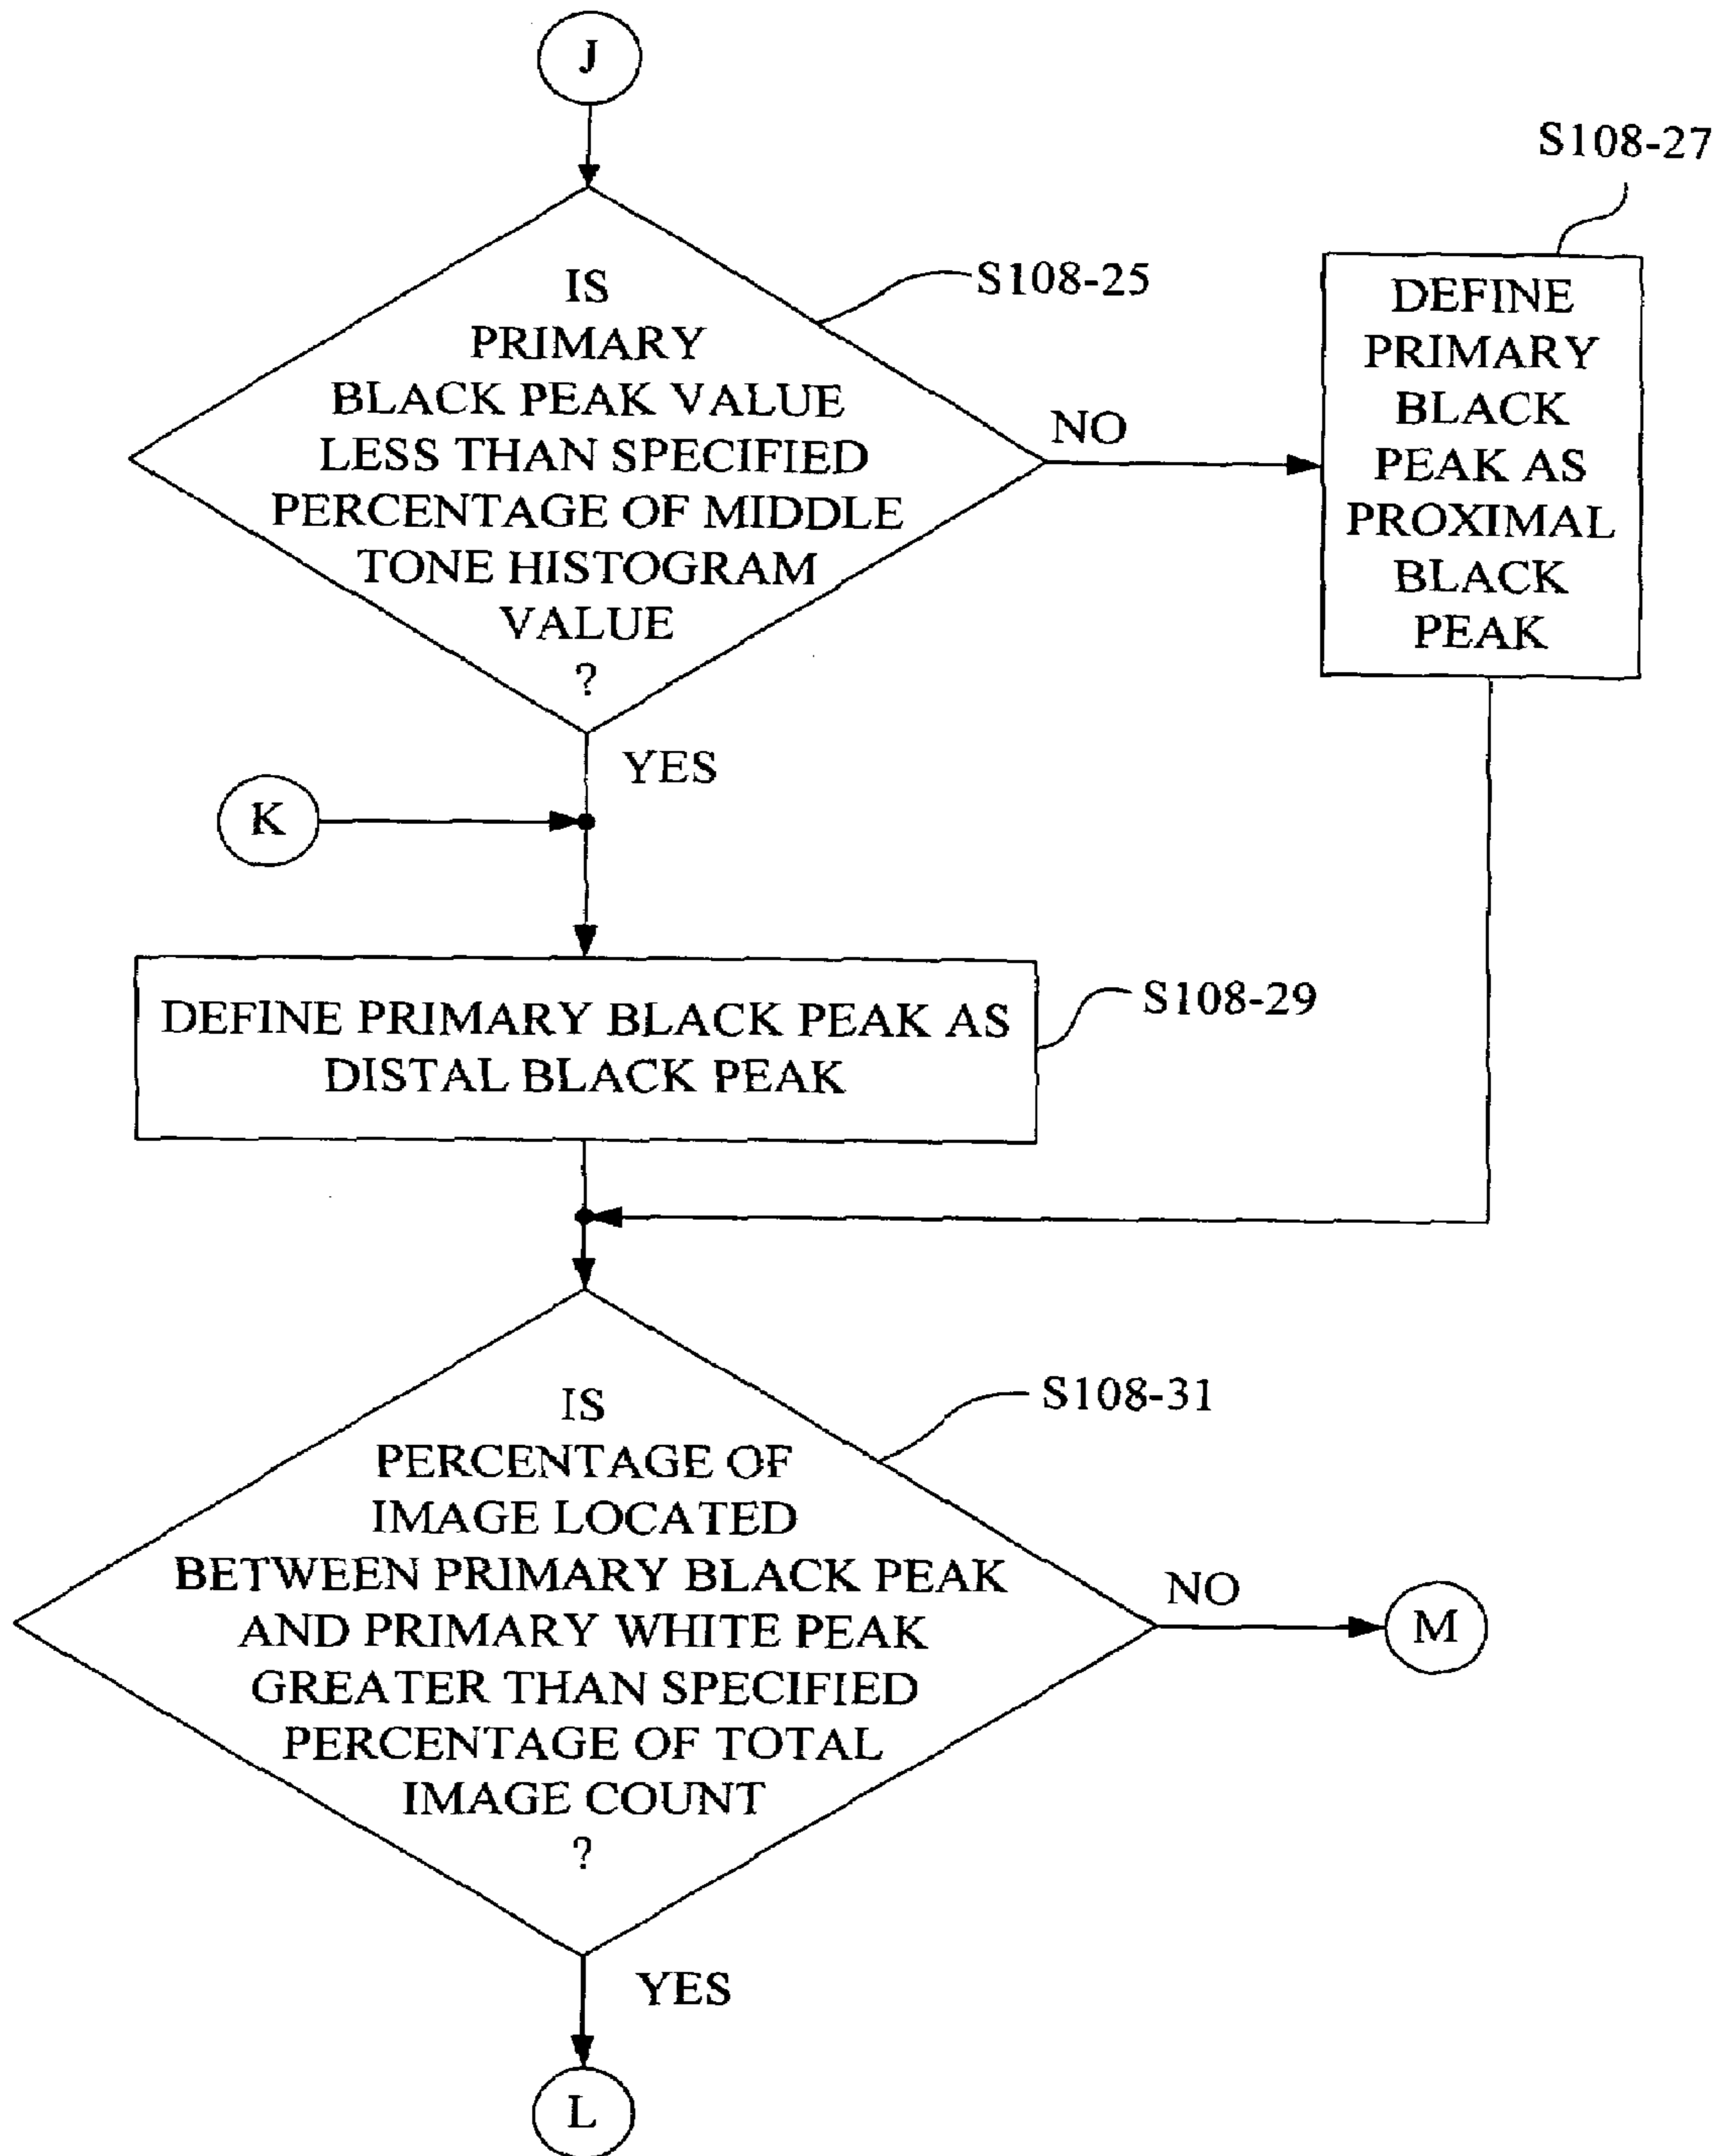 J
S108-27
S108-25
IS
PRIMARY
BLACK PEAK VALUE
LESS THAN SPECIFIED
PERCENTAGE OF MIDDLE
TONE HISTOGRAM
VALUE
?
NO
DEFINE
PRIMARY
BLACK
PEAK AS
PROXIMAL
BLACK
PEAK
YES
K
DEFINE PRIMARY BLACK PEAK AS
DISTAL BLACK PEAK
S108-29
S108-31
IS
PERCENTAGE OF
IMAGE LOCATED
BETWEEN PRIMARY BLACK PEAK
AND PRIMARY WHITE PEAK
GREATER THAN SPECIFIED
PERCENTAGE OF TOTAL
IMAGE COUNT
?
NO
M
YES
L